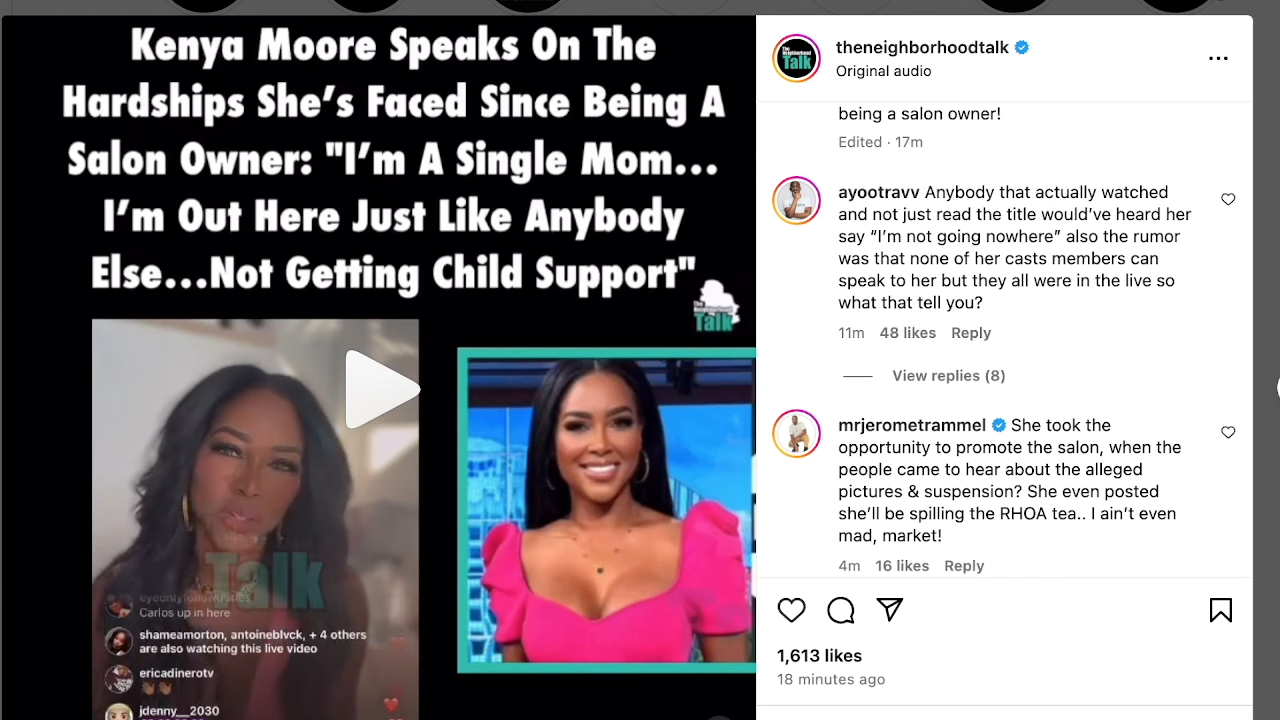 Kenya Moore Speaks On The
Hardships She's Faced Since Being A
Salon Owner: "I'm A Single Mom...
I'm Out Here Just Like Anybody
Else...Not Getting Child Support"
The
Neighborhood
Talk
Talk
Carlos up in here
shameamorton, antoineblvck, + 4 others
are also watching this live video
ericadinerotv
jdenny__2030
The
Neighborhood
Talk
theneighborhoodtalk
Original audio
being a salon owner!
Edited · 17m
ayootravv Anybody that actually watched
and not just read the title would've heard her
say “I'm not going nowhere” also the rumor
was that none of her casts members can
speak to her but they all were in the live so
what that tell you?
11m 48 likes Reply
View replies (8)
mrjerometrammel She took the
opportunity to promote the salon, when the
people came to hear about the alleged
pictures & suspension? She even posted
she'll be spilling the RHOA tea.. I ain't even
mad, market!
4m 16 likes Reply
1,613 likes
18 minutes ago